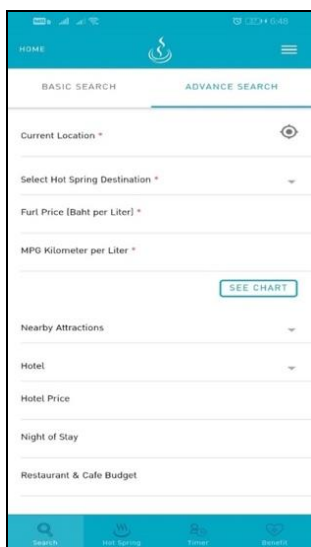 6:48
HOME
BASIC SEARCH
ADVANCE SEARCH
Current Location *
Select Hot Spring Destination *
Furl Price [Baht per Liter] *
MPG Kilometer per Liter *
SEE CHART
Nearby Attractions
Hotel
Hotel Price
Night of Stay
Restaurant & Cafe Budget
Search
Hot Spring
Timer
Benefit